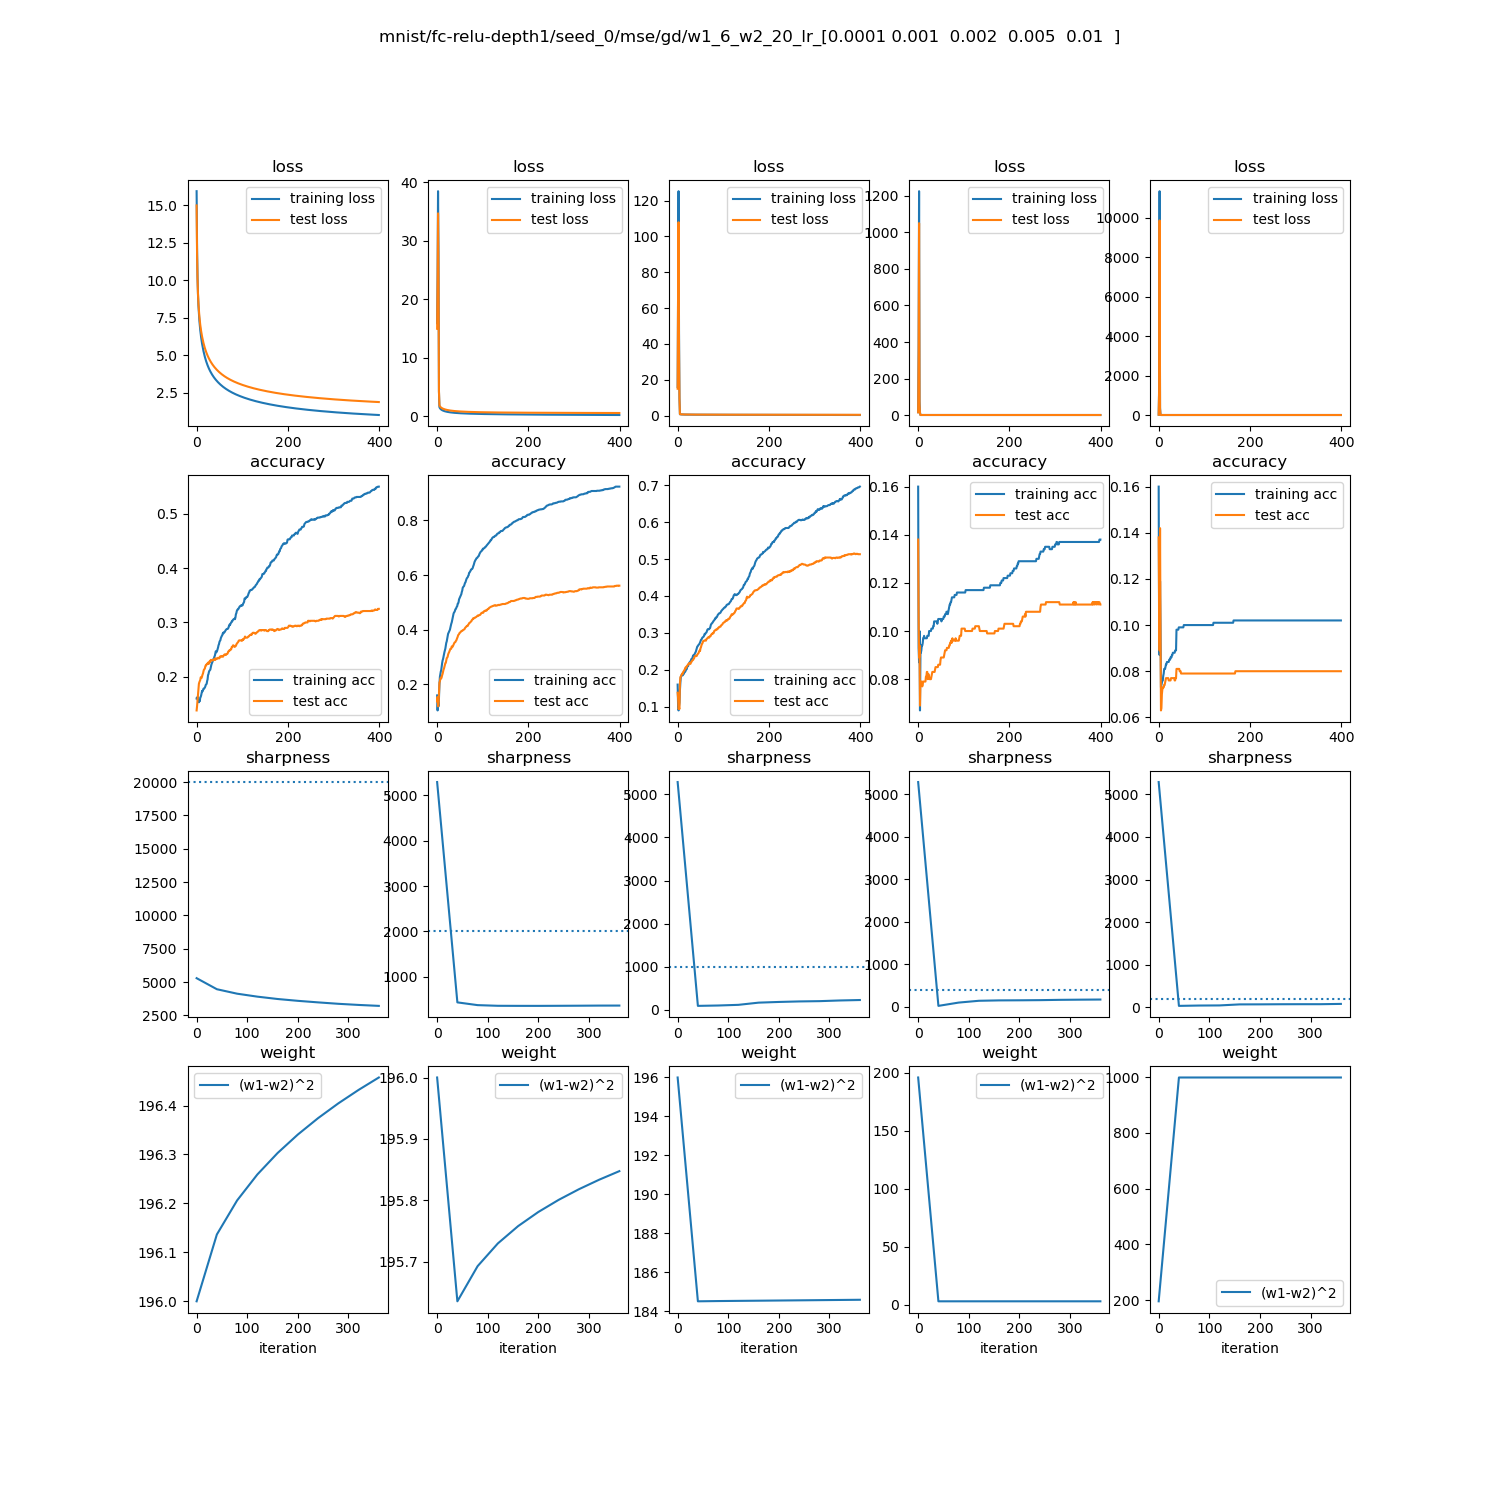 mnist/fc-relu-depth1/seed_0/mse/gd/w1_6_w2_20_lr_[0.0001 0.001  0.002  0.005  0.01  ]
loss loss loss loss loss
training loss training loss training loss training loss training loss
test loss test loss test loss test loss test loss
15.0 12.5 10.0 7.5 5.0 2.5
40 30 20 10 0
120 100 80 60 40 20 0
1200 1000 800 600 400 200 0
10000 8000 6000 4000 2000 0
0 200 400 0 200 400 0 200 400 0 200 400 0 200 400
accuracy accuracy accuracy accuracy accuracy
training acc training acc training acc training acc training acc
test acc test acc test acc test acc test acc
0.5 0.4 0.3 0.2
0.8 0.6 0.4 0.2
0.7 0.6 0.5 0.4 0.3 0.2 0.1
0.16 0.14 0.12 0.10 0.08
0.16 0.14 0.12 0.10 0.08 0.06
0 200 400 0 200 400 0 200 400 0 200 400 0 200 400
sharpness sharpness sharpness sharpness sharpness
20000 17500 15000 12500 10000 7500 5000 2500
5000 4000 3000 2000 1000
5000 4000 3000 2000 1000 0
5000 4000 3000 2000 1000 0
5000 4000 3000 2000 1000 0
0 100 200 300 0 100 200 300 0 100 200 300 0 100 200 300 0 100 200 300
weight weight weight weight weight
(w1-w2)^2 (w1-w2)^2 (w1-w2)^2 (w1-w2)^2 (w1-w2)^2
196.4 196.3 196.2 196.1 196.0
196.0 195.9 195.8 195.7
196 194 192 190 188 186 184
200 150 100 50 0
1000 800 600 400 200
0 100 200 300 0 100 200 300 0 100 200 300 0 100 200 300 0 100 200 300
iteration iteration iteration iteration iteration